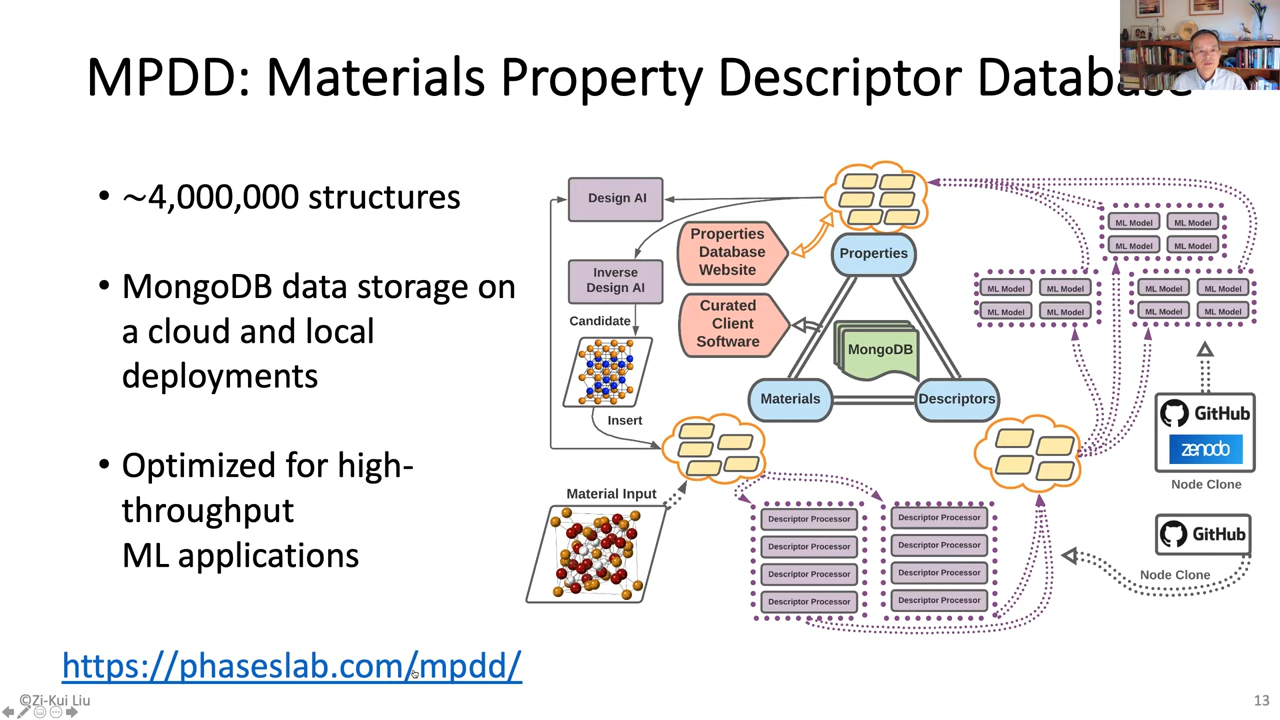 MPDD: Materials Property Descriptor Database
• ~4,000,000 structures
• MongoDB data storage on
a cloud and local
deployments
• Optimized for high-
throughput
ML applications
https://phaseslab.com/mpdd/
©Zi-Kui Liu
13
Design AI
Inverse
Design AI
Candidate
Insert
Material Input
Properties
Database
Website
Curated
Client
Software
Properties
MongoDB
Materials
Descriptors
Descriptor Processor
Descriptor Processor
Descriptor Processor
Descriptor Processor
Descriptor Processor
Descriptor Processor
Descriptor Processor
Descriptor Processor
ML Model
ML Model
ML Model
ML Model
ML Model
ML Model
ML Model
ML Model
ML Model
ML Model
ML Model
ML Model
GitHub
zenodo
Node Clone
GitHub
Node Clone